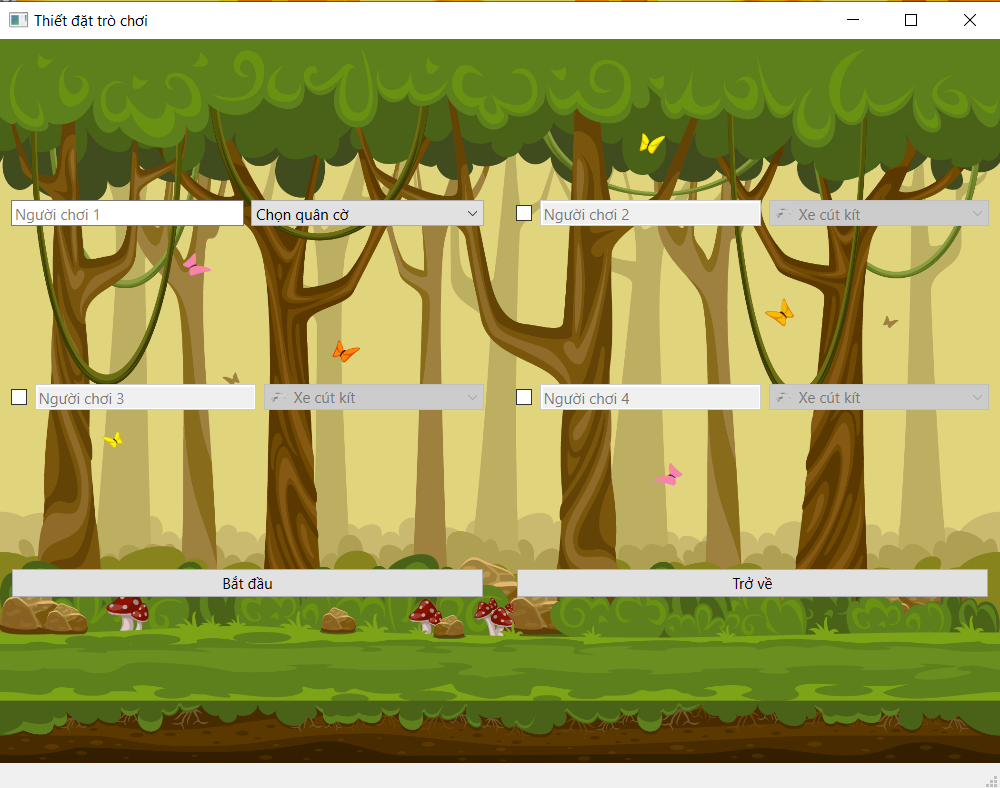 Thiết đặt trò chơi
Người chơi 1 Chọn quân cờ Người chơi 2 Xe cút kít
Người chơi 3 Xe cút kít Người chơi 4 Xe cút kít
Bắt đầu Trở về